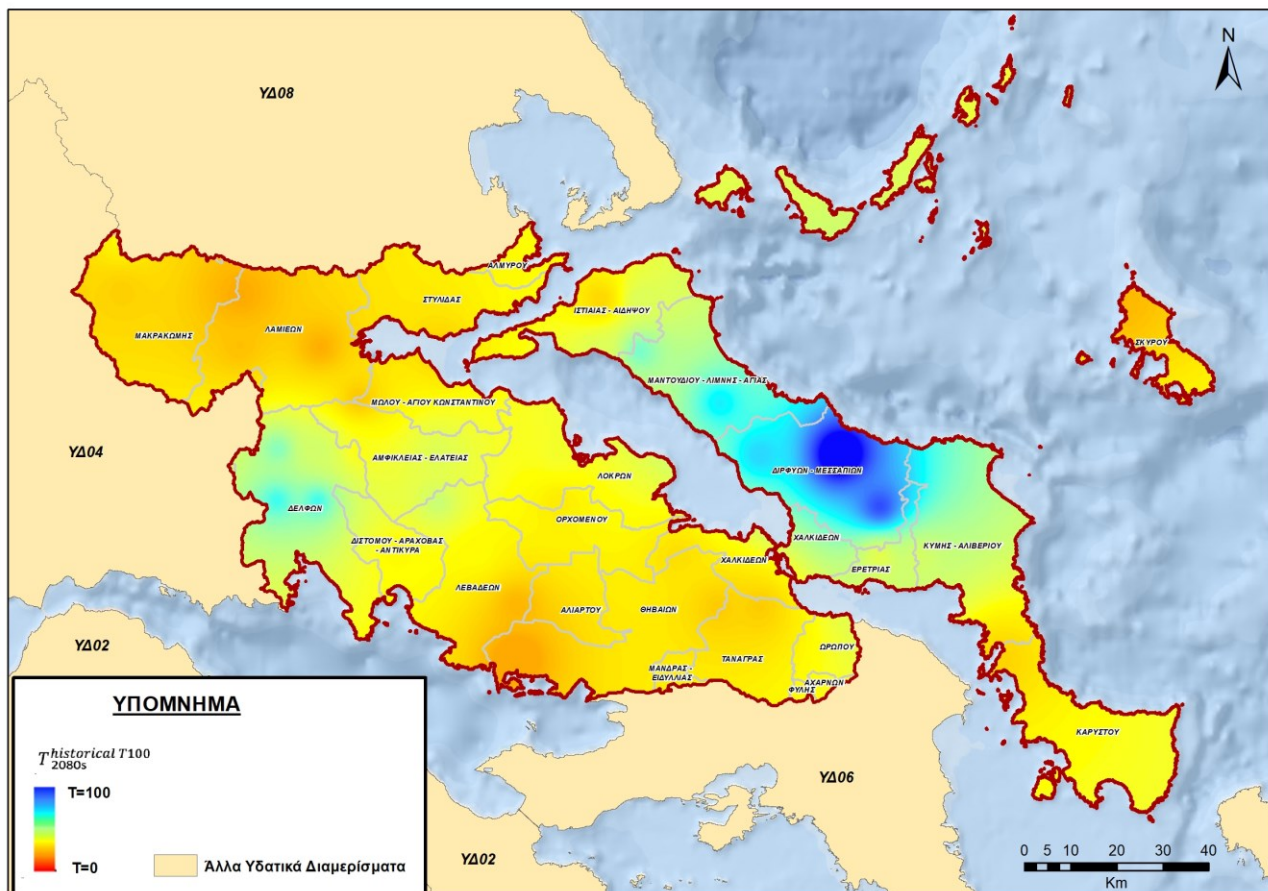 N
ΥΔ08
ΑΛΜΥΡΟΥ
ΣΤΥΛΙΔΑΣ
ΙΣΤΙΑΙΑΣ - ΑΙΔΗΨΟΥ
ΜΑΚΡΑΚΩΜΗΣ
ΛΑΜΙΕΩΝ
ΣΚΥΡΟΥ
ΜΑΝΤΟΥΔΙΟΥ - ΛΙΜΝΗΣ - ΑΓΙΑΣ
ΜΩΛΟΥ - ΑΓΙΟΥ ΚΩΝΣΤΑΝΤΙΝΟΥ
ΥΔ04
ΑΜΦΙΚΛΕΙΑΣ - ΕΛΑΤΕΙΑΣ
ΔΙΡΦΥΩΝ - ΜΕΣΣΑΠΙΩΝ
ΛΟΚΡΩΝ
ΔΕΛΦΩΝ
ΟΡΧΟΜΕΝΟΥ
ΔΙΣΤΟΜΟΥ - ΑΡΑΧΟΒΑΣ
- ΑΝΤΙΚΥΡΑ
ΧΑΛΚΙΔΕΩΝ
ΚΥΜΗΣ - ΑΛΙΒΕΡΙΟΥ
ΧΑΛΚΙΔΕΩΝ
ΕΡΕΤΡΙΑΣ
ΛΕΒΑΔΕΩΝ
ΑΛΙΑΡΤΟΥ
ΘΗΒΑΙΩΝ
ΥΔ02
ΜΑΝΔΡΑΣ -
ΕΙΔΥΛΛΙΑΣ
ΤΑΝΑΓΡΑΣ
ΩΡΩΠΟΥ
ΑΧΑΡΝΩΝ
ΦΥΛΗΣ
ΚΑΡΥΣΤΟΥ
ΥΔ06
ΥΔ02
ΥΠΟΜΝΗΜΑ
T historical T100
2080s
T=100
T=0
Άλλα Υδατικά Διαμερίσματα
0 5 10 20 30 40
Km